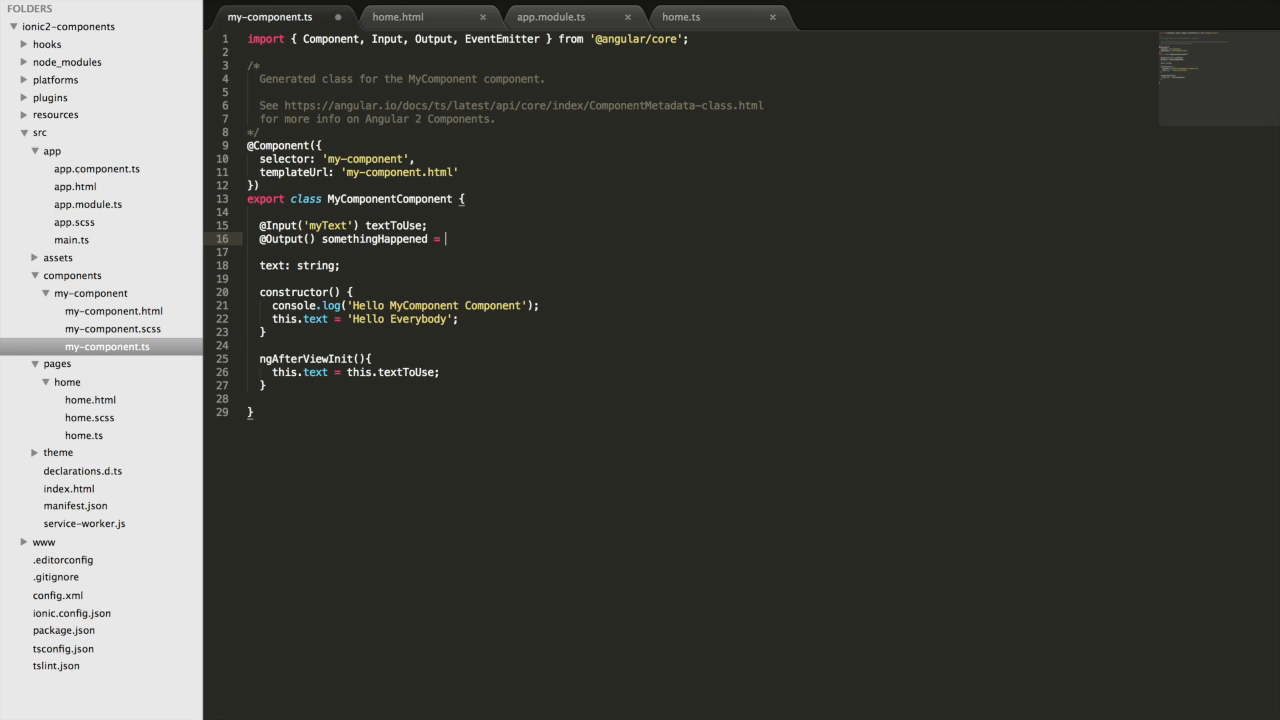 FOLDERS
ionic2-components
hooks
node_modules
platforms
plugins
resources
src
app
app.component.ts
app.html
app.module.ts
app.scss
main.ts
assets
components
my-component
my-component.html
my-component.scss
my-component.ts
pages
home
home.html
home.scss
home.ts
theme
declarations.d.ts
index.html
manifest.json
service-worker.js
www
.editorconfig
.gitignore
config.xml
ionic.config.json
package.json
tsconfig.json
tslint.json
my-component.ts
home.html
app.module.ts
home.ts
1 import { Component, Input, Output, EventEmitter } from '@angular/core';
2
3 /*
4 Generated class for the MyComponent component.
5
6 See https://angular.io/docs/ts/latest/api/core/index/ComponentMetadata-class.html
7 for more info on Angular 2 Components.
8 */
9 @Component({
10 selector: 'my-component',
11 templateUrl: 'my-component.html'
12 })
13 export class MyComponentComponent {
14
15 @Input('myText') textToUse;
16 @Output() somethingHappened =
17
18 text: string;
19
20 constructor() {
21 console.log('Hello MyComponent Component');
22 this.text = 'Hello Everybody';
23 }
24
25 ngAfterViewInit(){
26 this.text = this.textToUse;
27 }
28
29 }